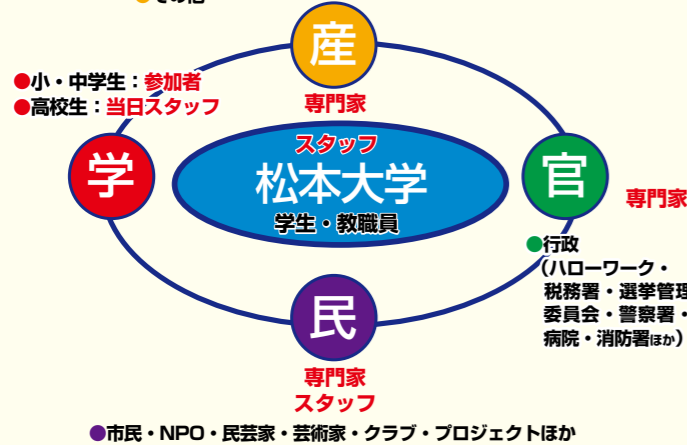 ●その他
産
●小・中学生：参加者
●高校生：当日スタッフ
専門家
学
スタッフ
松本大学
学生・教職員
官
専門家
●行政
（ハローワーク・
税務署・選挙管理
委員会・警察署・
病院・消防署ほか）
民
専門家
スタッフ
●市民・NPO・民芸家・芸術家・クラブ・プロジェクトほか